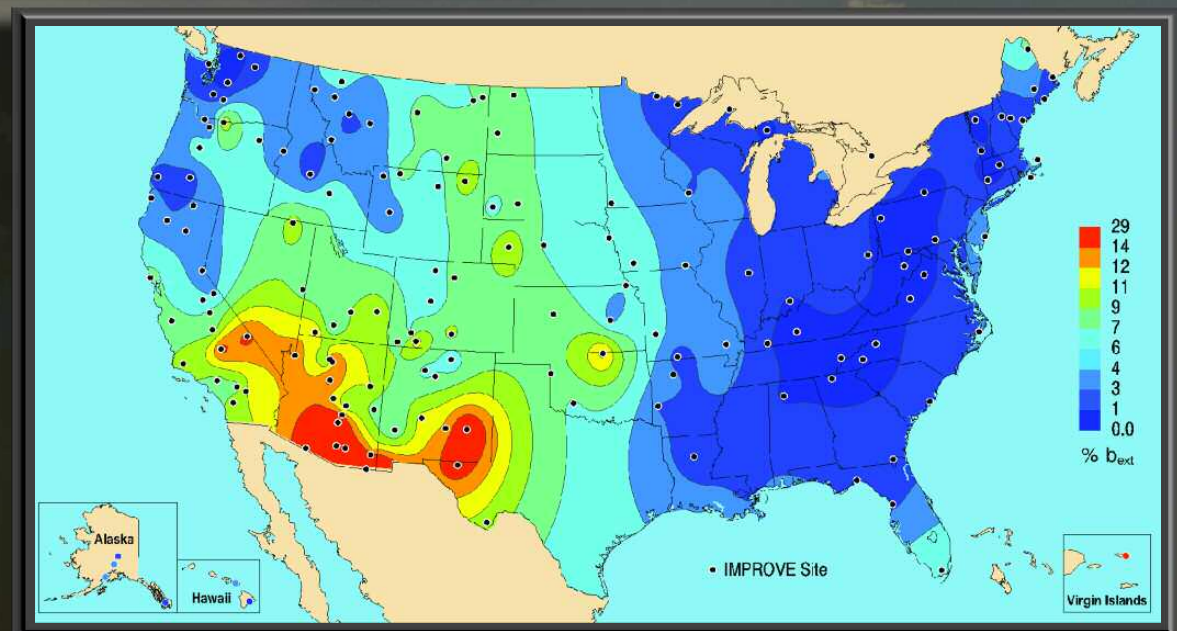 29
14
12
11
9
7
6
4
3
1
0.0
% bext
Alaska
Hawaii
IMPROVE Site
Virgin Islands